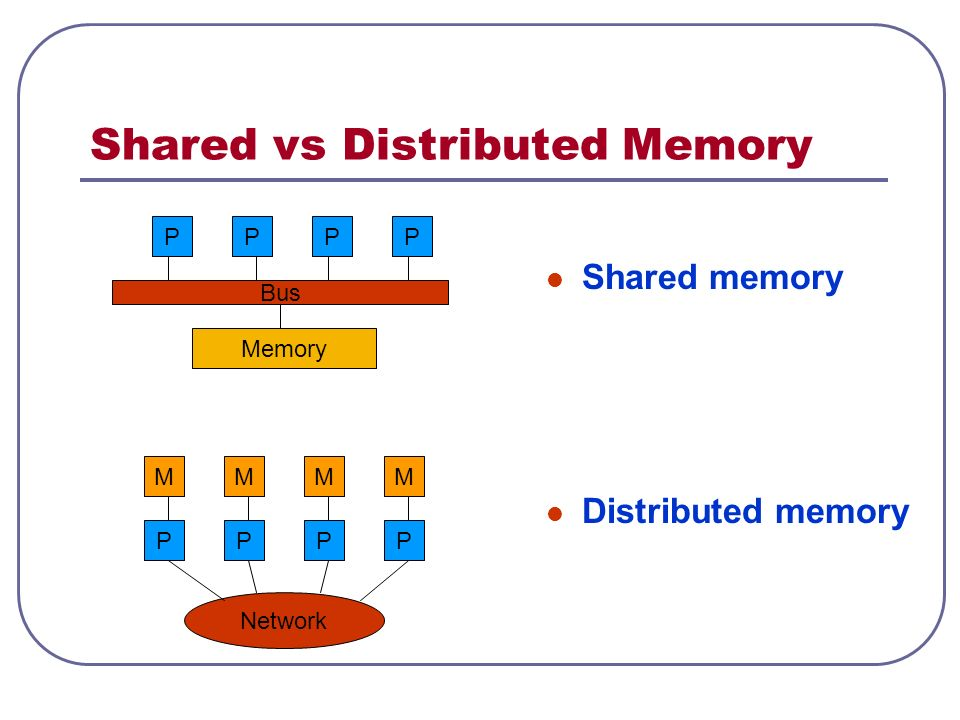 Shared vs Distributed Memory
P P P P
Bus
Memory
Shared memory
M M M M
P P P P
Network
Distributed memory